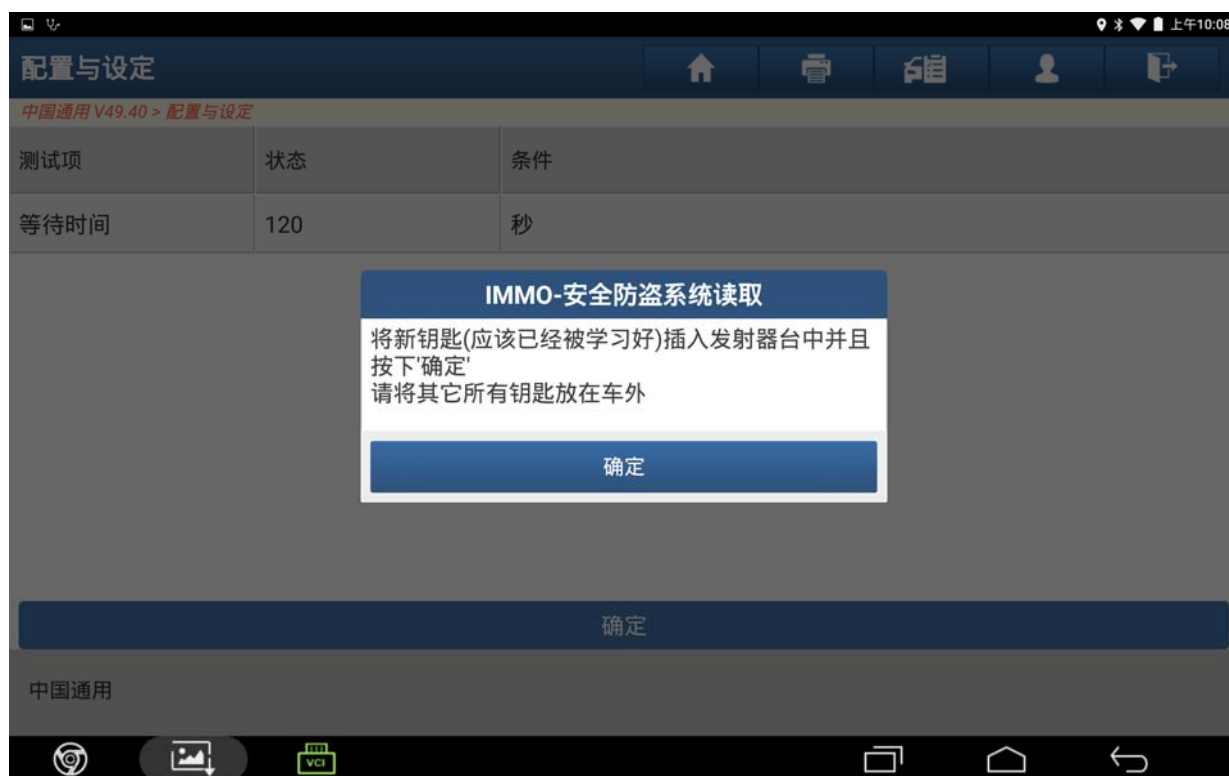 上午10:08
配置与设定
中国通用 V49.40 > 配置与设定
测试项 状态 条件
等待时间 120 秒
IMMO-安全防盗系统读取
将新钥匙(应该已经被学习好)插入发射器台中并且
按下'确定'
请将其它所有钥匙放在车外
确定
确定
中国通用
VCI